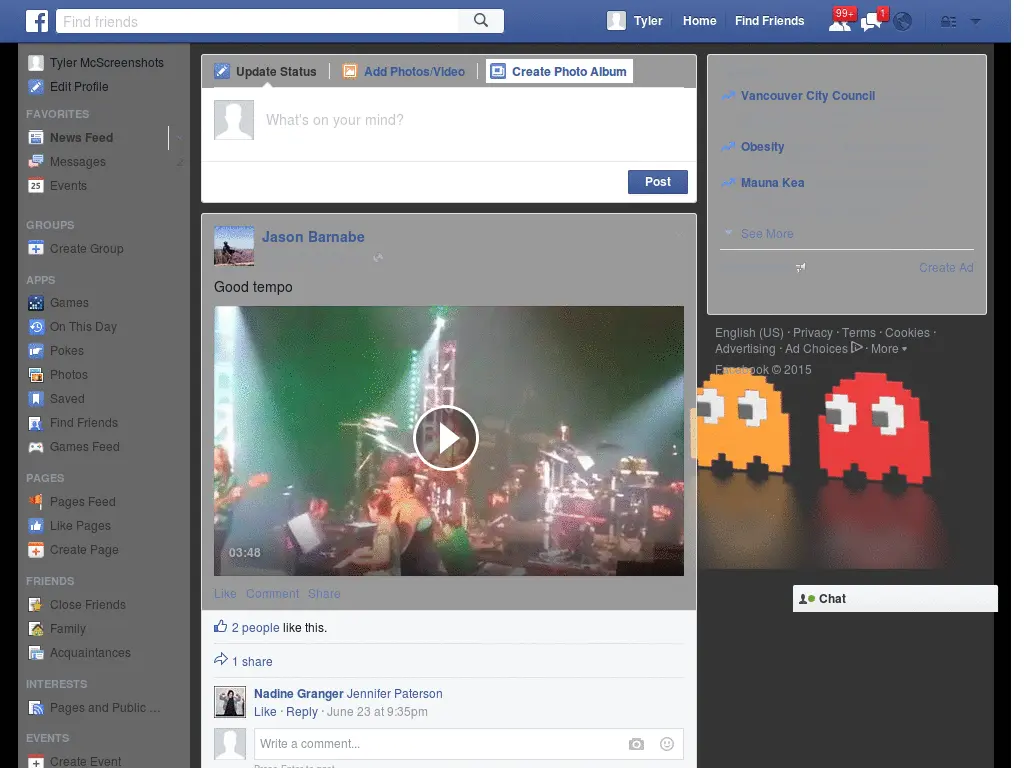 Find friends
Tyler
Home
Find Friends
99+
1
Tyler McScreenshots
Edit Profile
FAVORITES
News Feed
Messages
Events
GROUPS
Create Group
APPS
Games
On This Day
Pokes
Photos
Saved
Find Friends
Games Feed
PAGES
Pages Feed
Like Pages
Create Page
FRIENDS
Close Friends
Family
Acquaintances
INTERESTS
Pages and Public ...
EVENTS
Create Event
Update Status
Add Photos/Video
Create Photo Album
What's on your mind?
Post
Jason Barnabe
Good tempo
03:48
Like Comment Share
2 people like this.
1 share
Nadine Granger Jennifer Paterson
Like · Reply · June 23 at 9:35pm
Write a comment...
Vancouver City Council
Obesity
Mauna Kea
See More
Create Ad
English (US) · Privacy · Terms · Cookies ·
Advertising · Ad Choices · More
Facebook © 2015
Chat